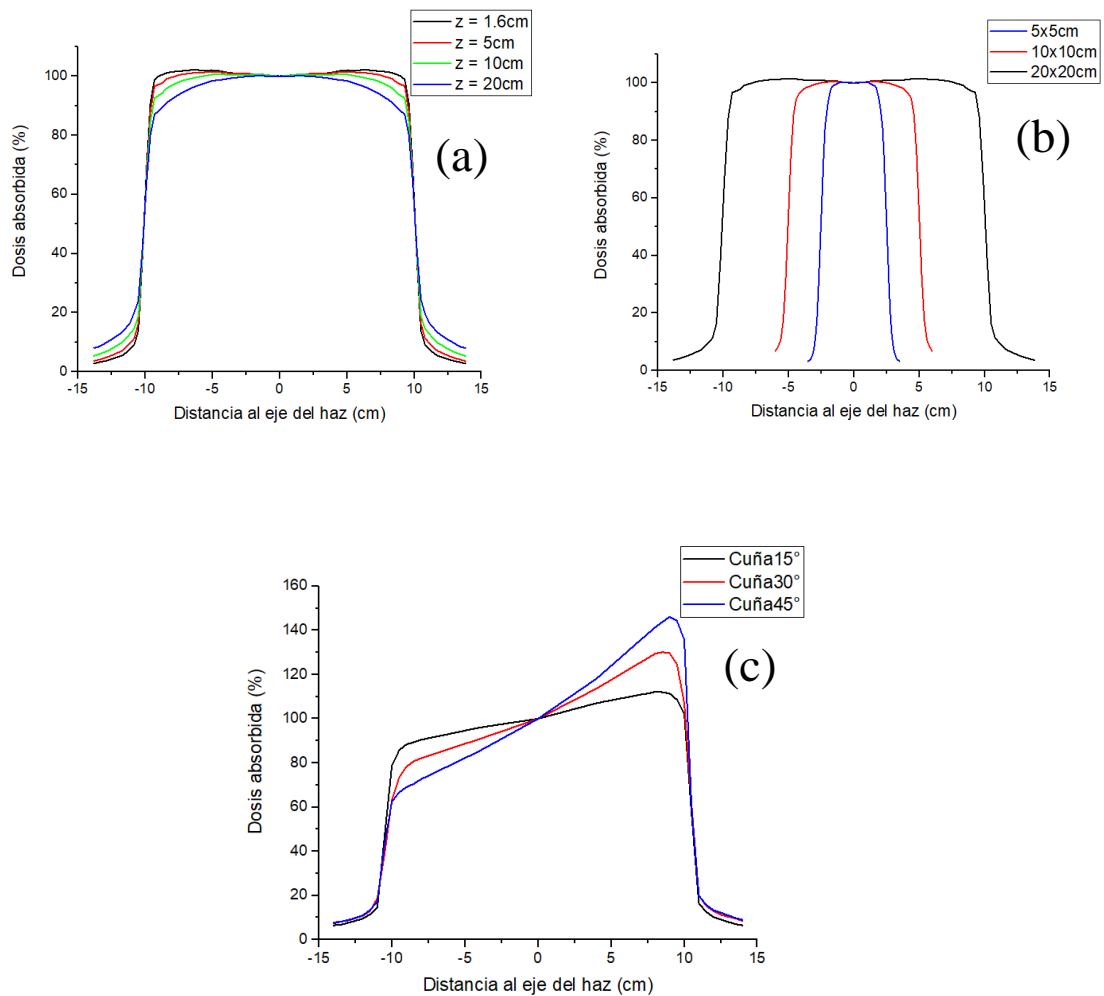 z = 1.6cm
z = 5cm
z = 10cm
z = 20cm
100
80
60
40
20
0
-15 -10 -5 0 5 10 15
Dosis absorbida (%)
Distancia al eje del haz (cm)
(a)
5x5cm
10x10cm
20x20cm
100
80
60
40
20
0
-15 -10 -5 0 5 10 15
Dosis absorbida (%)
Distancia al eje del haz (cm)
(b)
Cuña15°
Cuña30°
Cuña45°
160
140
120
100
80
60
40
20
0
-15 -10 -5 0 5 10 15
Dosis absorbida (%)
Distancia al eje del haz (cm)
(c)